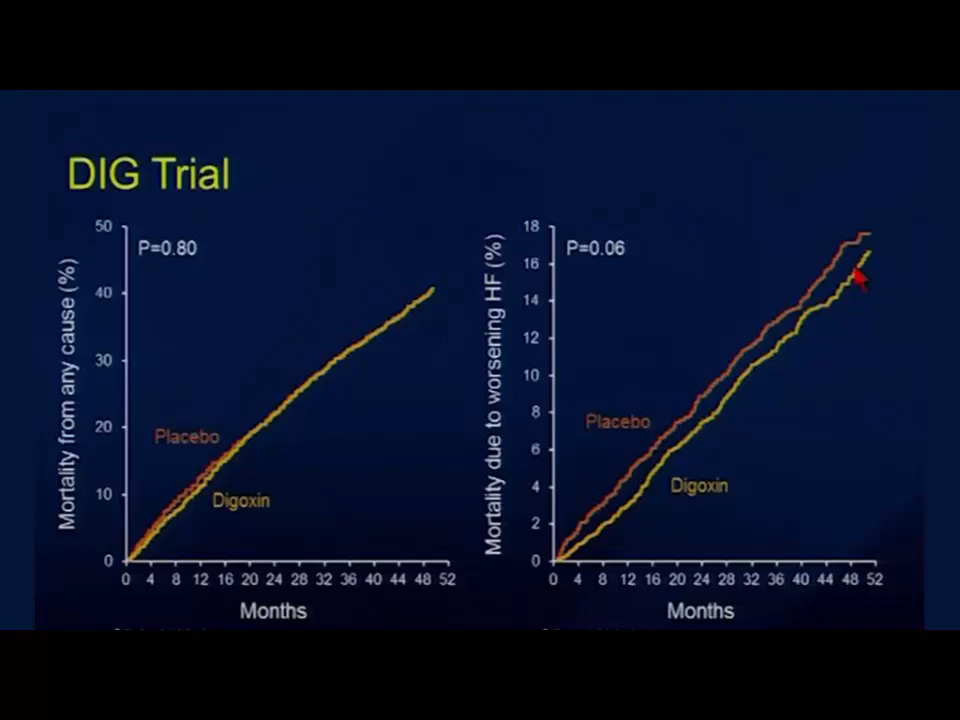 DIG Trial
Mortality from any cause (%)
50
40
30
20
10
0
P=0.80
Placebo
Digoxin
0 4 8 12 16 20 24 28 32 36 40 44 48 52
Months
Mortality due to worsening HF (%)
18
16
14
12
10
8
6
4
2
0
P=0.06
Placebo
Digoxin
0 4 8 12 16 20 24 28 32 36 40 44 48 52
Months